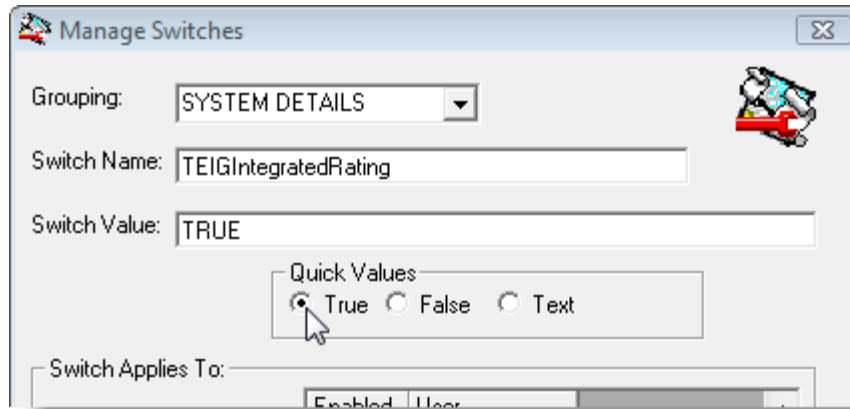 Manage Switches
Grouping: SYSTEM DETAILS
Switch Name: TEIGIntegratedRating
Switch Value: TRUE
Quick Values
True False Text
Switch Applies To:
Enabled User